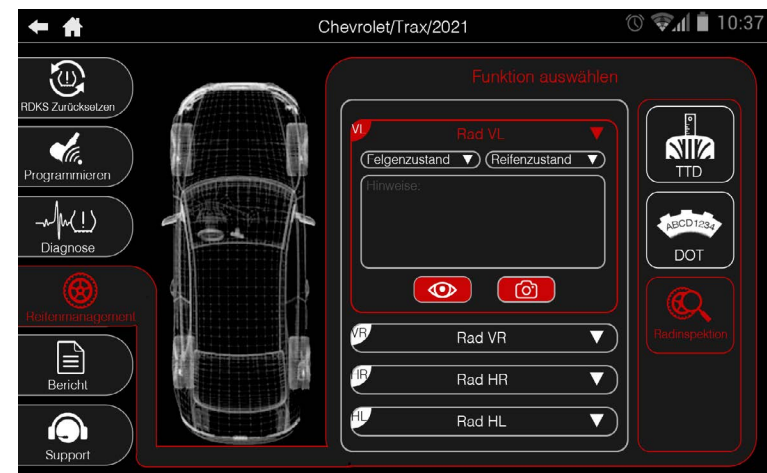 Chevrolet/Trax/2021
10:37
RDKS Zurücksetzen
Programmieren
Diagnose
Reifenmanagement
Bericht
Support
Funktion auswählen
VL
Rad VL
Felgenzustand
Reifenzustand
Hinweise:
VR
Rad VR
HR
Rad HR
HL
Rad HL
TTD
ABCD1234
DOT
Radinspektion